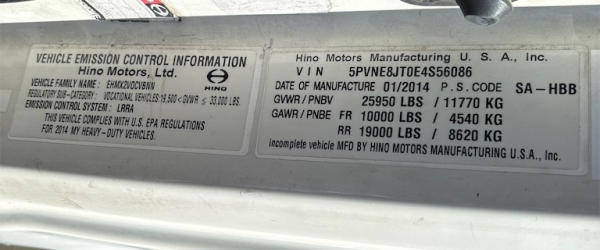 VEHICLE EMISSION CONTROL INFORMATION
Hino Motors, Ltd.
HINO
VEHICLE FAMILY NAME : EHMXZVOCVBNN
REGULATORY SUB-CATEGORY : VOCATIONAL VEHICLES 19,500 < GVWR ≤ 33,000 LBS.
EMISSION CONTROL SYSTEM : LRRA
THIS VEHICLE COMPLIES WITH U.S. EPA REGULATIONS
FOR 2014 MY HEAVY-DUTY VEHICLES.
Hino Motors Manufacturing U. S. A., Inc.
VIN 5PVNE8JT0E4S56086
DATE OF MANUFACTURE 01/2014 P.S. CODE SA-HBB
GVWR/PNBV 25950 LBS / 11770 KG
GAWR/PNBE FR 10000 LBS / 4540 KG
RR 19000 LBS / 8620 KG
incomplete vehicle MFD BY HINO MOTORS MANUFACTURING U.S.A., Inc.